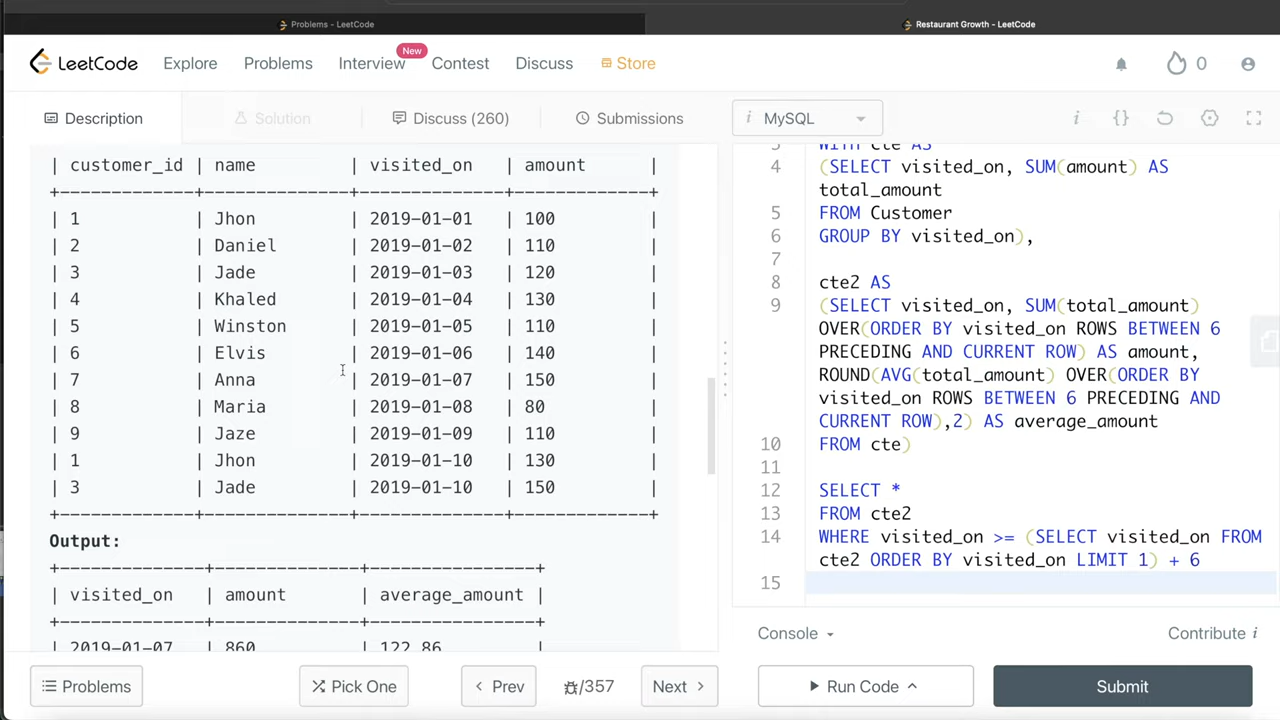 Problems - LeetCode
Restaurant Growth - LeetCode
LeetCode Explore Problems Interview New Contest Discuss Store 0
Description Solution Discuss (260) Submissions
| customer_id | name | visited_on | amount |
+-------------+--------------+--------------+-------------+
| 1 | Jhon | 2019-01-01 | 100 |
| 2 | Daniel | 2019-01-02 | 110 |
| 3 | Jade | 2019-01-03 | 120 |
| 4 | Khaled | 2019-01-04 | 130 |
| 5 | Winston | 2019-01-05 | 110 |
| 6 | Elvis | 2019-01-06 | 140 |
| 7 | Anna | 2019-01-07 | 150 |
| 8 | Maria | 2019-01-08 | 80 |
| 9 | Jaze | 2019-01-09 | 110 |
| 1 | Jhon | 2019-01-10 | 130 |
| 3 | Jade | 2019-01-10 | 150 |
+-------------+--------------+--------------+-------------+
Output:
+--------------+--------------+----------------+
| visited_on | amount | average_amount |
+--------------+--------------+----------------+
| 2019-01-07 | 860 | 122.86
Problems Pick One Prev /357 Next
i MySQL i {}
3 WITH cte AS
4 (SELECT visited_on, SUM(amount) AS
total_amount
5 FROM Customer
6 GROUP BY visited_on),
7
8 cte2 AS
9 (SELECT visited_on, SUM(total_amount)
OVER(ORDER BY visited_on ROWS BETWEEN 6
PRECEDING AND CURRENT ROW) AS amount,
ROUND(AVG(total_amount) OVER(ORDER BY
visited_on ROWS BETWEEN 6 PRECEDING AND
CURRENT ROW),2) AS average_amount
10 FROM cte)
11
12 SELECT *
13 FROM cte2
14 WHERE visited_on >= (SELECT visited_on FROM
cte2 ORDER BY visited_on LIMIT 1) + 6
15
Console Contribute i
Run Code Submit